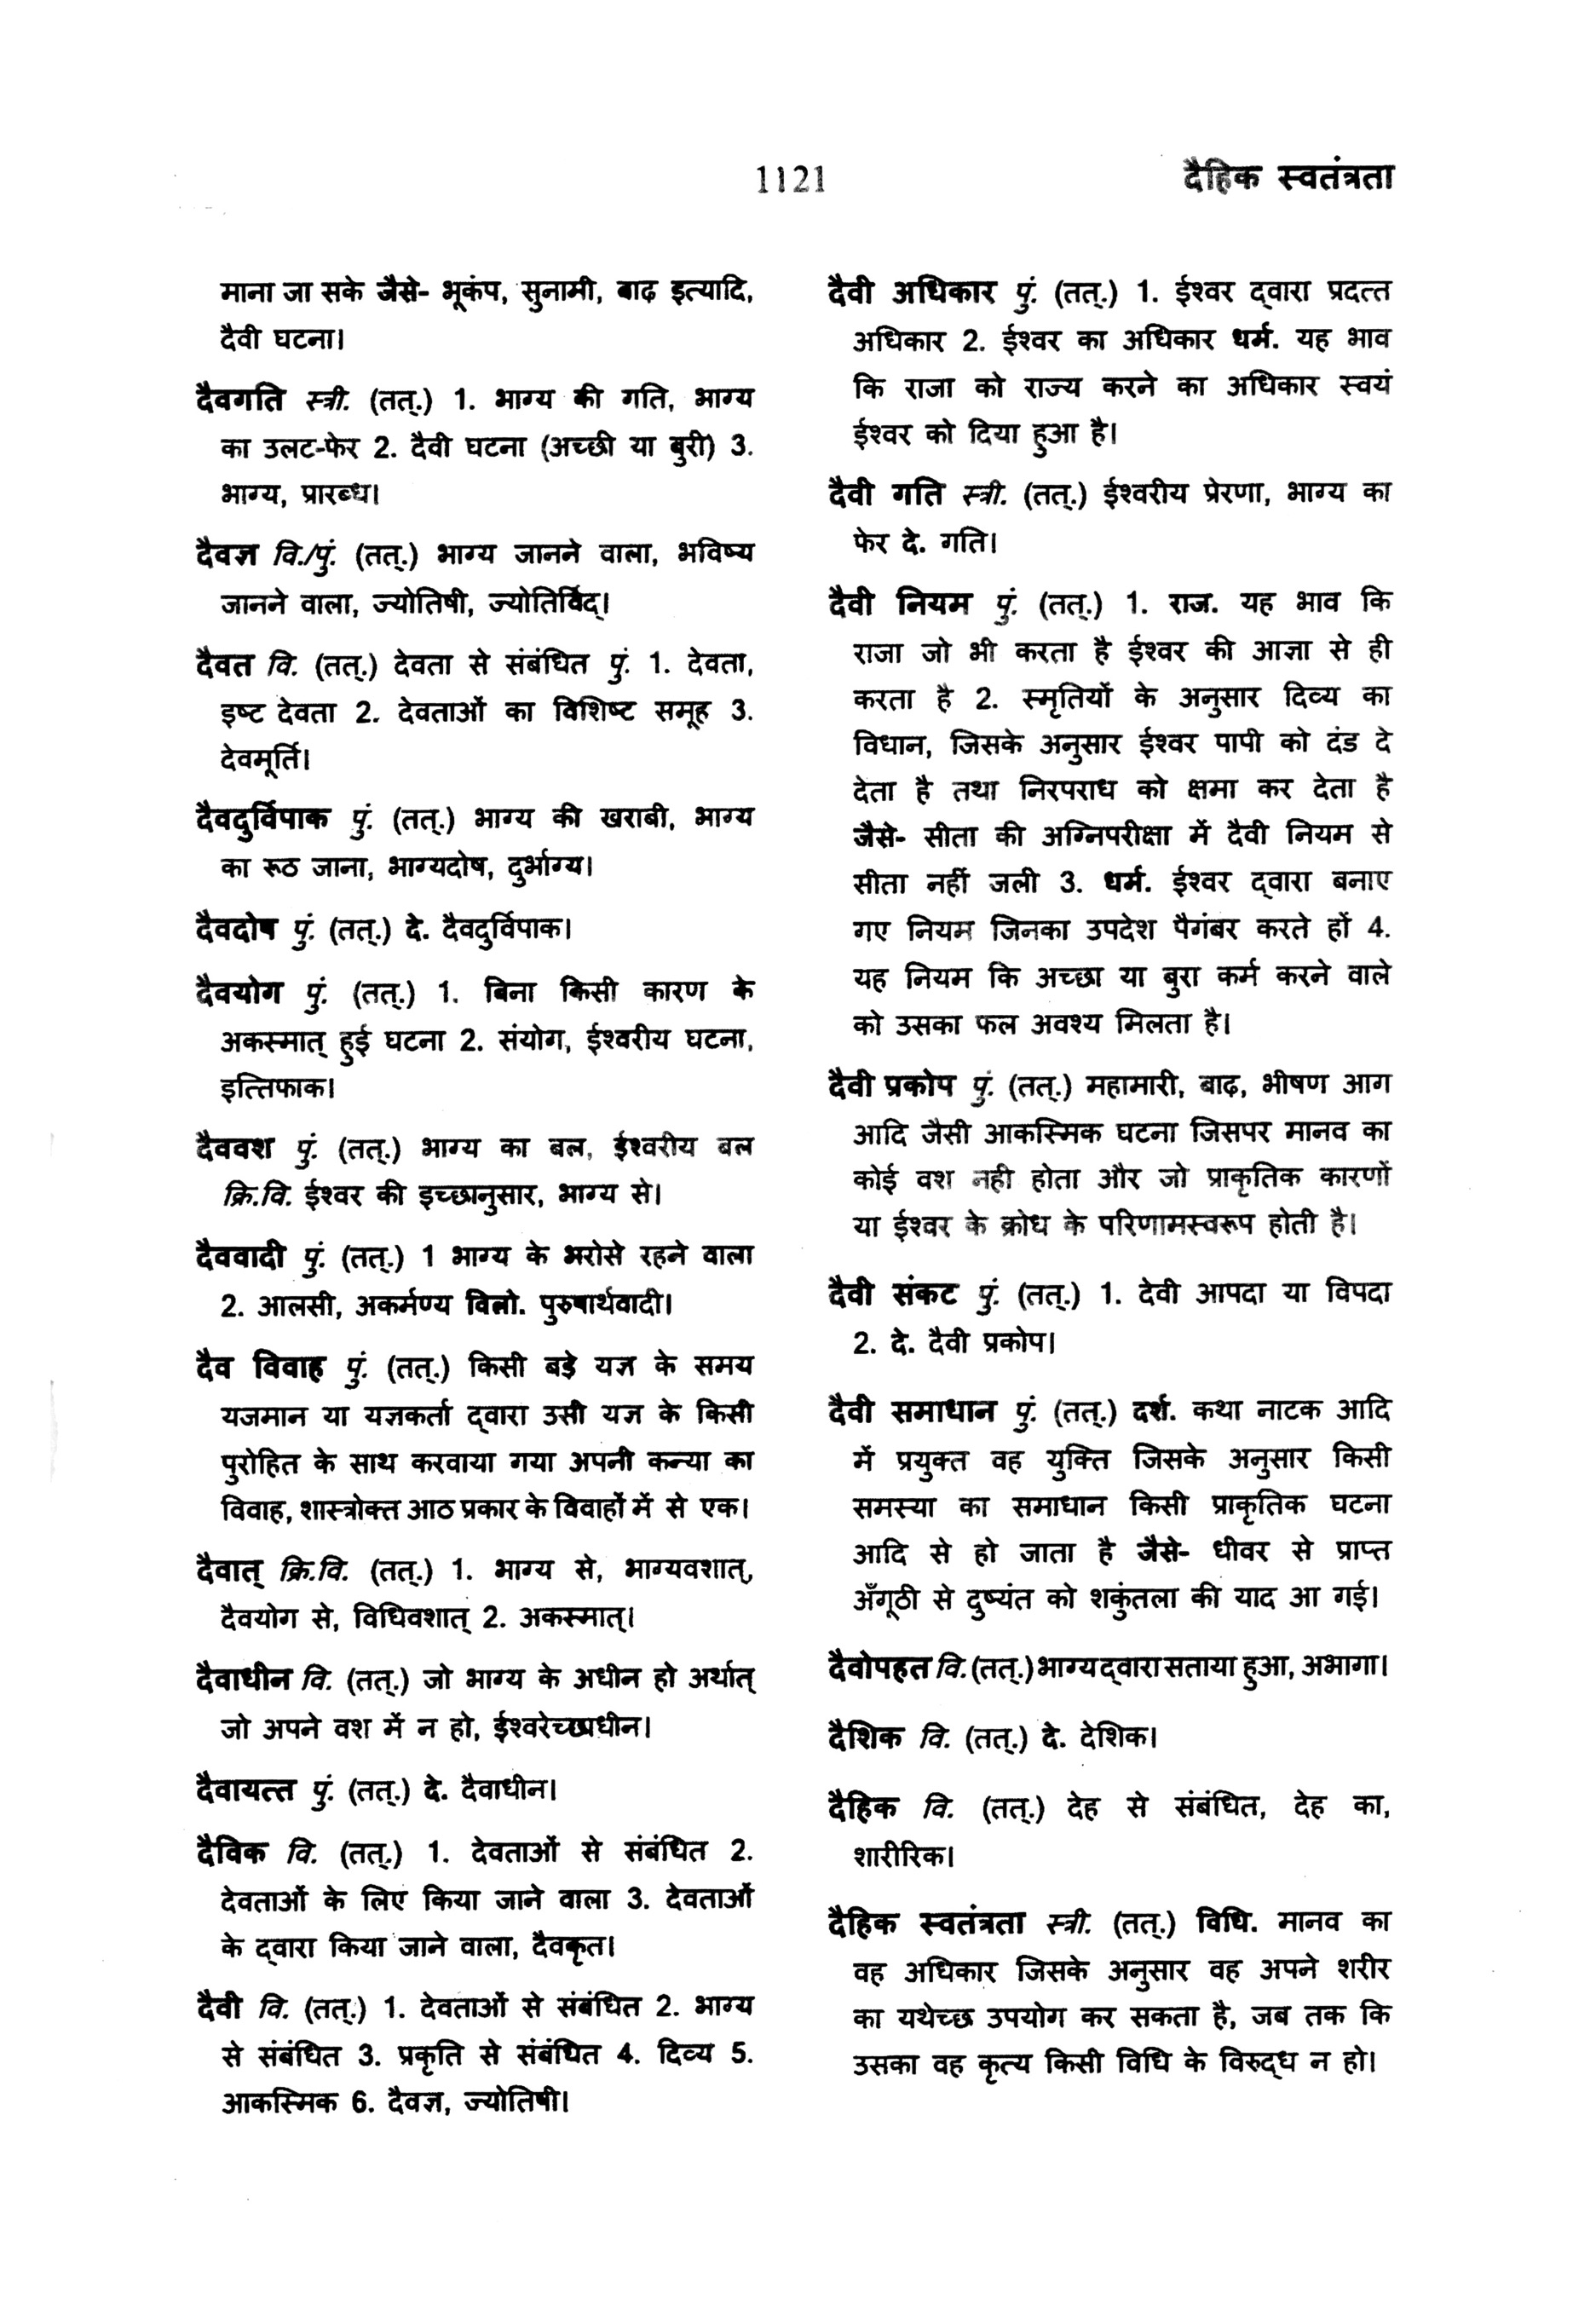 1121
दैहिक स्वतंत्रता
माना जा सके जैसे- भूकंप, सुनामी, बाढ़ इत्यादि,
दैवी घटना।
दैवगति स्त्री. (तत्.) 1. भाग्य की गति, भाग्य
का उलट-फेर 2. दैवी घटना (अच्छी या बुरी) 3.
भाग्य, प्रारब्ध।
दैवज्ञ वि./पुं. (तत्.) भाग्य जानने वाला, भविष्य
जानने वाला, ज्योतिषी, ज्योतिर्विद्।
दैवत वि. (तत्.) देवता से संबंधित पुं. 1. देवता,
इष्ट देवता 2. देवताओं का विशिष्ट समूह 3.
देवमूर्ति।
दैवदुर्विपाक पुं. (तत्.) भाग्य की खराबी, भाग्य
का रूठ जाना, भाग्यदोष, दुर्भाग्य।
दैवदोष पुं. (तत्.) दे. दैवदुर्विपाक।
दैवयोग पुं. (तत्.) 1. बिना किसी कारण के
अकस्मात् हुई घटना 2. संयोग, ईश्वरीय घटना,
इत्तिफाक।
दैववश पुं. (तत्.) भाग्य का बल, ईश्वरीय बल
क्रि.वि. ईश्वर की इच्छानुसार, भाग्य से।
दैववादी पुं. (तत्.) 1 भाग्य के भरोसे रहने वाला
2. आलसी, अकर्मण्य विलो. पुरुषार्थवादी।
दैव विवाह पुं. (तत्.) किसी बड़े यज्ञ के समय
यजमान या यज्ञकर्ता द्वारा उसी यज्ञ के किसी
पुरोहित के साथ करवाया गया अपनी कन्या का
विवाह, शास्त्रोक्त आठ प्रकार के विवाहों में से एक।
दैवात् क्रि.वि. (तत्.) 1. भाग्य से, भाग्यवशात्,
दैवयोग से, विधिवशात् 2. अकस्मात्।
दैवाधीन वि. (तत्.) जो भाग्य के अधीन हो अर्थात्
जो अपने वश में न हो, ईश्वरेच्छाधीन।
दैवायत्त पुं. (तत्.) दे. दैवाधीन।
दैविक वि. (तत्.) 1. देवताओं से संबंधित 2.
देवताओं के लिए किया जाने वाला 3. देवताओं
के द्वारा किया जाने वाला, दैवकृत।
दैवी वि. (तत्.) 1. देवताओं से संबंधित 2. भाग्य
से संबंधित 3. प्रकृति से संबंधित 4. दिव्य 5.
आकस्मिक 6. दैवज्ञ, ज्योतिषी।
दैवी अधिकार पुं. (तत्.) 1. ईश्वर द्वारा प्रदत्त
अधिकार 2. ईश्वर का अधिकार धर्म. यह भाव
कि राजा को राज्य करने का अधिकार स्वयं
ईश्वर को दिया हुआ है।
दैवी गति स्त्री. (तत्.) ईश्वरीय प्रेरणा, भाग्य का
फेर दे. गति।
दैवी नियम पुं. (तत्.) 1. राज. यह भाव कि
राजा जो भी करता है ईश्वर की आज्ञा से ही
करता है 2. स्मृतियों के अनुसार दिव्य का
विधान, जिसके अनुसार ईश्वर पापी को दंड दे
देता है तथा निरपराध को क्षमा कर देता है
जैसे- सीता की अग्निपरीक्षा में दैवी नियम से
सीता नहीं जली 3. धर्म. ईश्वर द्वारा बनाए
गए नियम जिनका उपदेश पैगंबर करते हों 4.
यह नियम कि अच्छा या बुरा कर्म करने वाले
को उसका फल अवश्य मिलता है।
दैवी प्रकोप पुं. (तत्.) महामारी, बाढ़, भीषण आग
आदि जैसी आकस्मिक घटना जिसपर मानव का
कोई वश नही होता और जो प्राकृतिक कारणों
या ईश्वर के क्रोध के परिणामस्वरूप होती है।
दैवी संकट पुं. (तत्.) 1. देवी आपदा या विपदा
2. दे. दैवी प्रकोप।
दैवी समाधान पुं. (तत्.) दर्श. कथा नाटक आदि
में प्रयुक्त वह युक्ति जिसके अनुसार किसी
समस्या का समाधान किसी प्राकृतिक घटना
आदि से हो जाता है जैसे- धीवर से प्राप्त
अँगूठी से दुष्यंत को शकुंतला की याद आ गई।
दैवोपहत वि. (तत्.) भाग्य द्वारा सताया हुआ, अभागा।
दैशिक वि. (तत्.) दे. देशिक।
दैहिक वि. (तत्.) देह से संबंधित, देह का,
शारीरिक।
दैहिक स्वतंत्रता स्त्री. (तत्.) विधि. मानव का
वह अधिकार जिसके अनुसार वह अपने शरीर
का यथेच्छ उपयोग कर सकता है, जब तक कि
उसका वह कृत्य किसी विधि के विरुद्ध न हो।